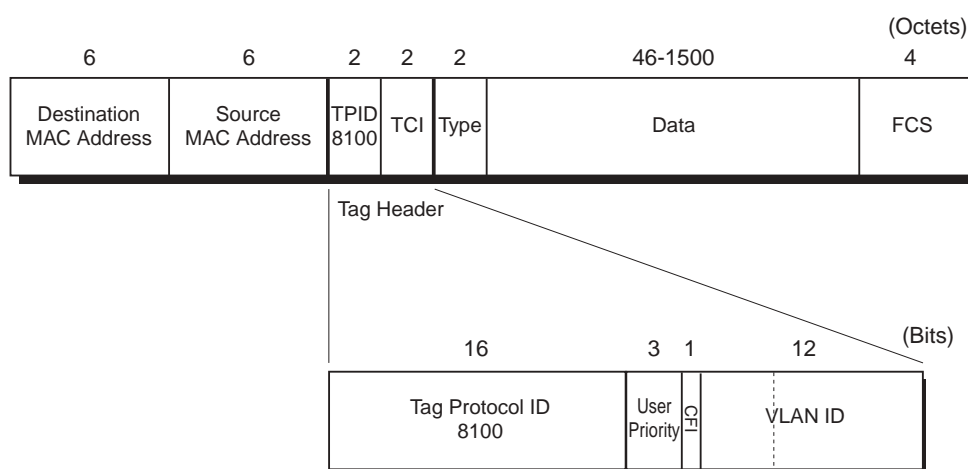 (Octets)
6 6 2 2 2 46-1500 4
Destination MAC Address
Source MAC Address
TPID 8100
TCI
Type
Data
FCS
Tag Header
(Bits)
16 3 1 12
Tag Protocol ID
8100
User Priority
CFI
VLAN ID